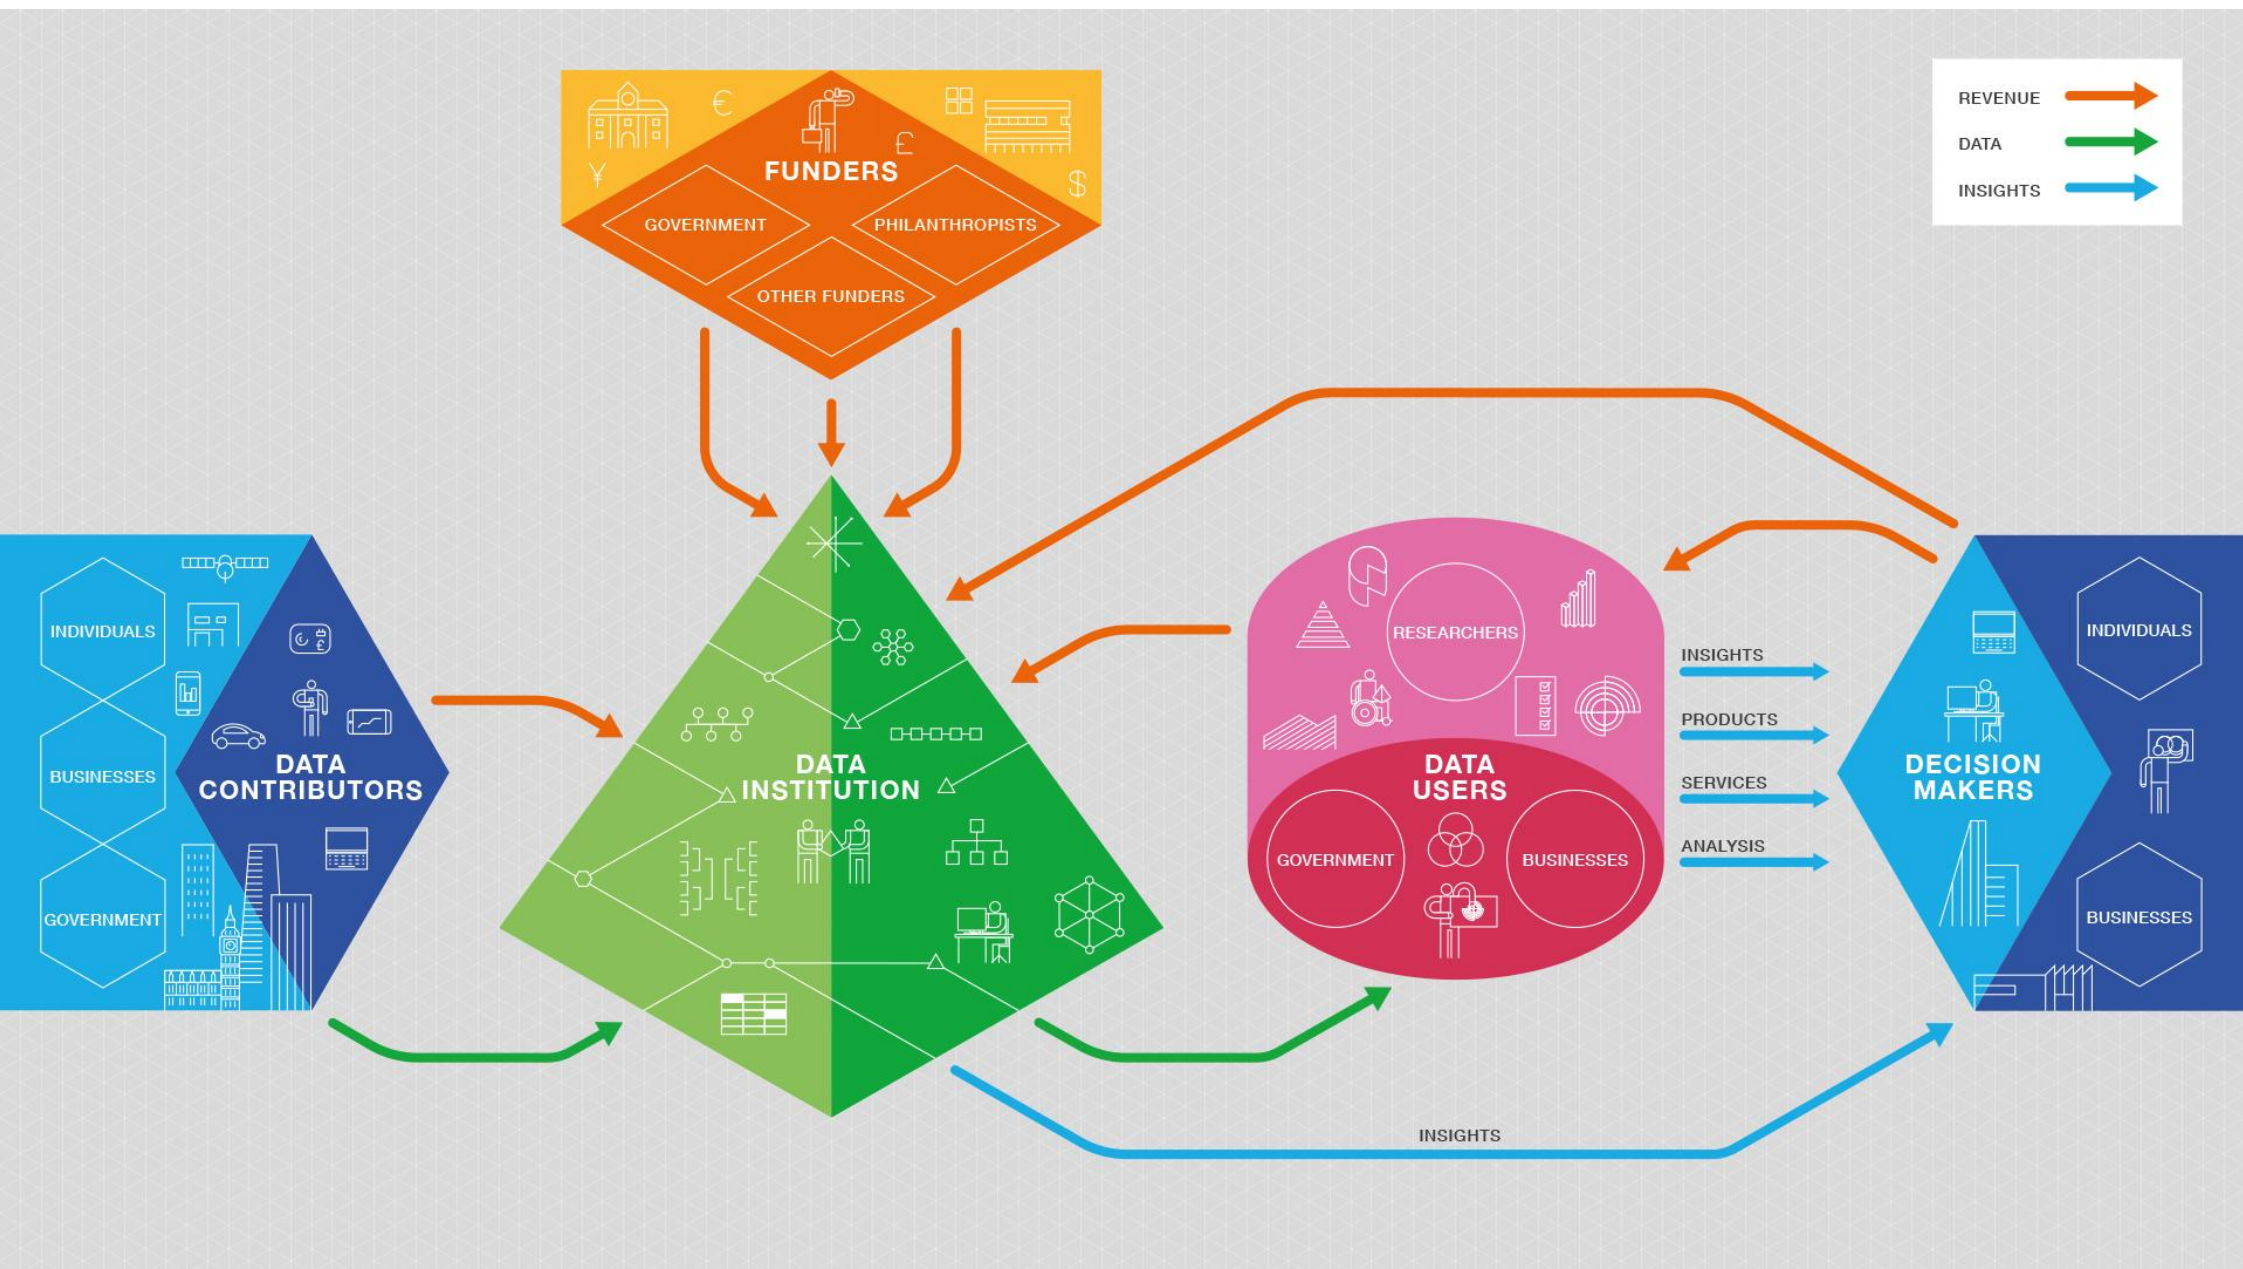 REVENUE
DATA
INSIGHTS
FUNDERS
GOVERNMENT
PHILANTHROPISTS
OTHER FUNDERS
INDIVIDUALS
BUSINESSES
GOVERNMENT
DATA
CONTRIBUTORS
DATA
INSTITUTION
RESEARCHERS
DATA
USERS
GOVERNMENT
BUSINESSES
INSIGHTS
PRODUCTS
SERVICES
ANALYSIS
DECISION
MAKERS
INDIVIDUALS
BUSINESSES
INSIGHTS